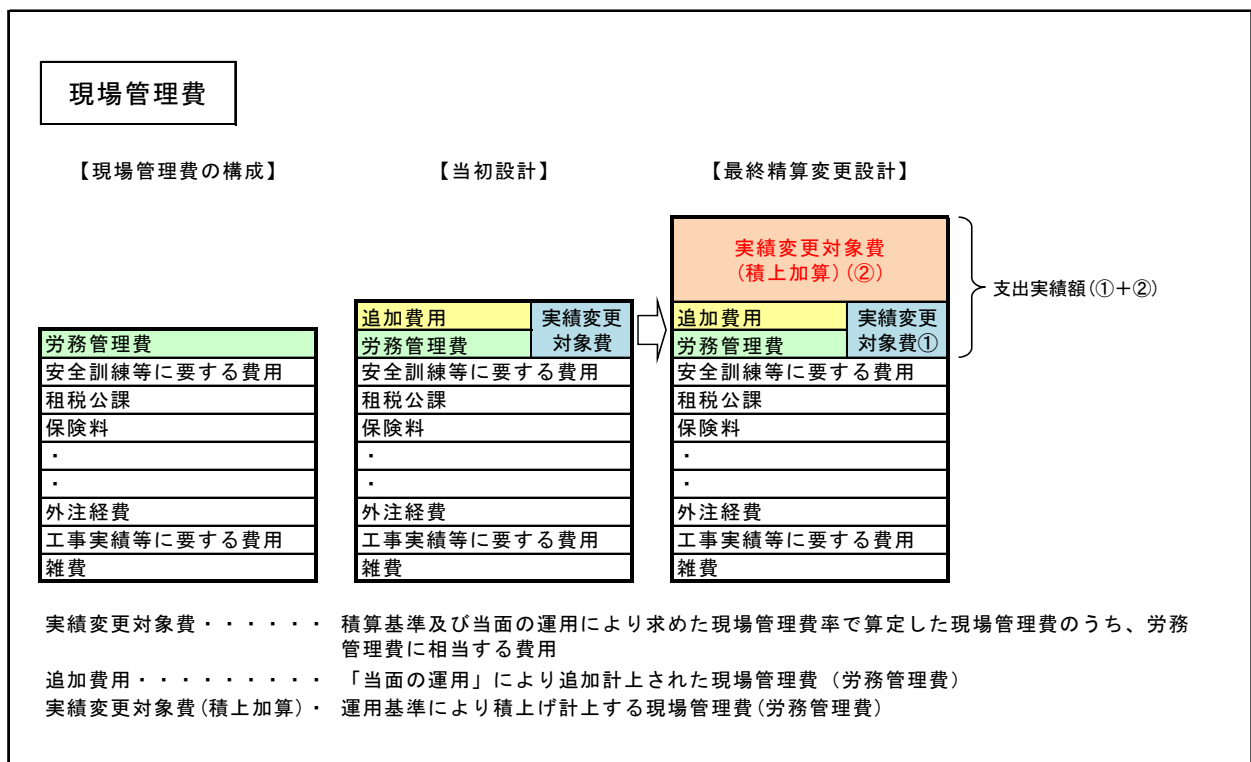 現場管理費
【現場管理費の構成】
【当初設計】
【最終精算変更設計】
労務管理費
安全訓練等に要する費用
租税公課
保険料
・
・
外注経費
工事実績等に要する費用
雑費
追加費用
労務管理費
実績変更
対象費
安全訓練等に要する費用
租税公課
保険料
・
・
外注経費
工事実績等に要する費用
雑費
実績変更対象費
(積上加算)(②)
追加費用
労務管理費
実績変更
対象費①
安全訓練等に要する費用
租税公課
保険料
・
・
外注経費
工事実績等に要する費用
雑費
支出実績額(①+②)
実績変更対象費・・・・・・ 積算基準及び当面の運用により求めた現場管理費率で算定した現場管理費のうち、労務
管理費に相当する費用
追加費用・・・・・・・・・ 「当面の運用」により追加計上された現場管理費（労務管理費）
実績変更対象費(積上加算)・ 運用基準により積上げ計上する現場管理費(労務管理費)